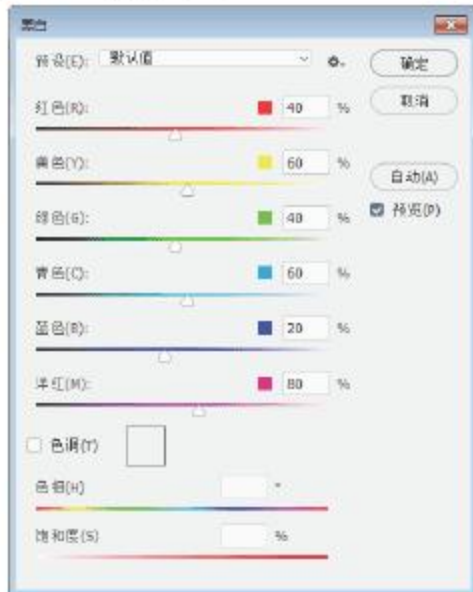 黑白
预设(E): 默认值
确定
红色(R): 40 %
取消
黄色(Y): 60 %
自动(A)
绿色(G): 40 %
预览(P)
青色(C): 60 %
蓝色(B): 20 %
洋红(M): 80 %
色调(T)
色相(H) °
饱和度(S) %